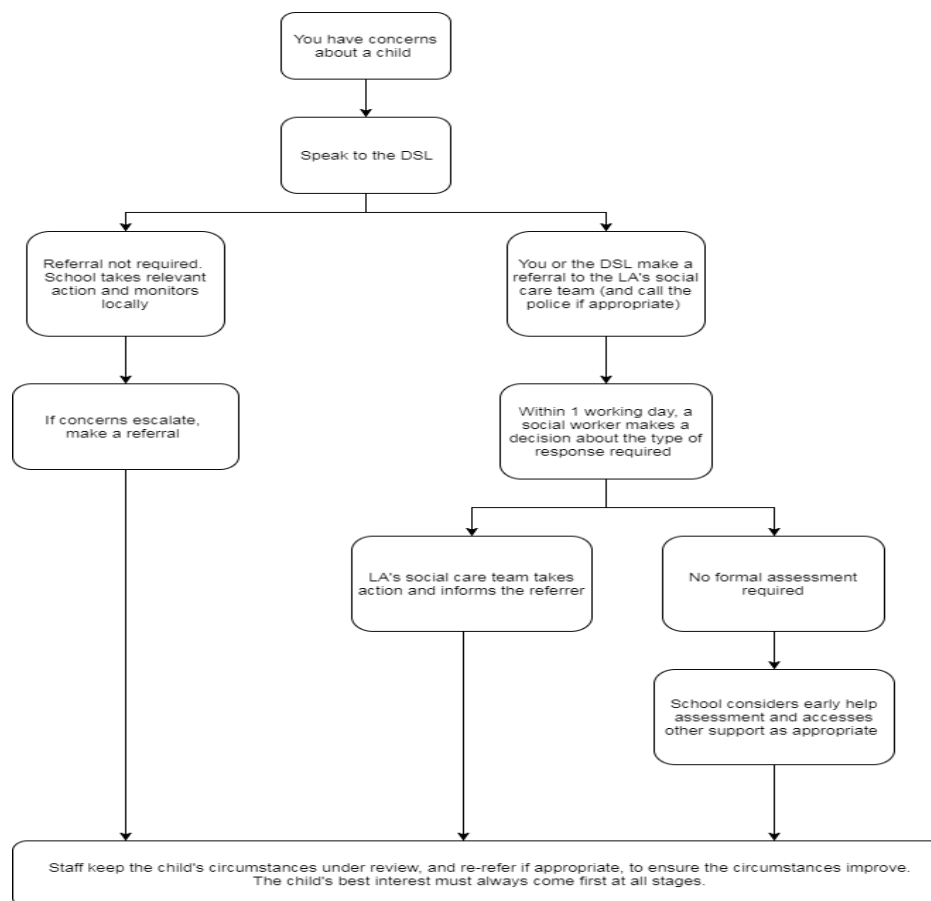 You have concerns
about a child
Speak to the DSL
Referral not required.
School takes relevant
action and monitors
locally
You or the DSL make a
referral to the LA's social
care team (and call the
police if appropriate)
If concerns escalate,
make a referral
Within 1 working day, a
social worker makes a
decision about the type of
response required
LA's social care team takes
action and informs the referrer
No formal assessment
required
School considers early help
assessment and accesses
other support as appropriate
Staff keep the child's circumstances under review, and re-refer if appropriate, to ensure the circumstances improve.
The child's best interest must always come first at all stages.